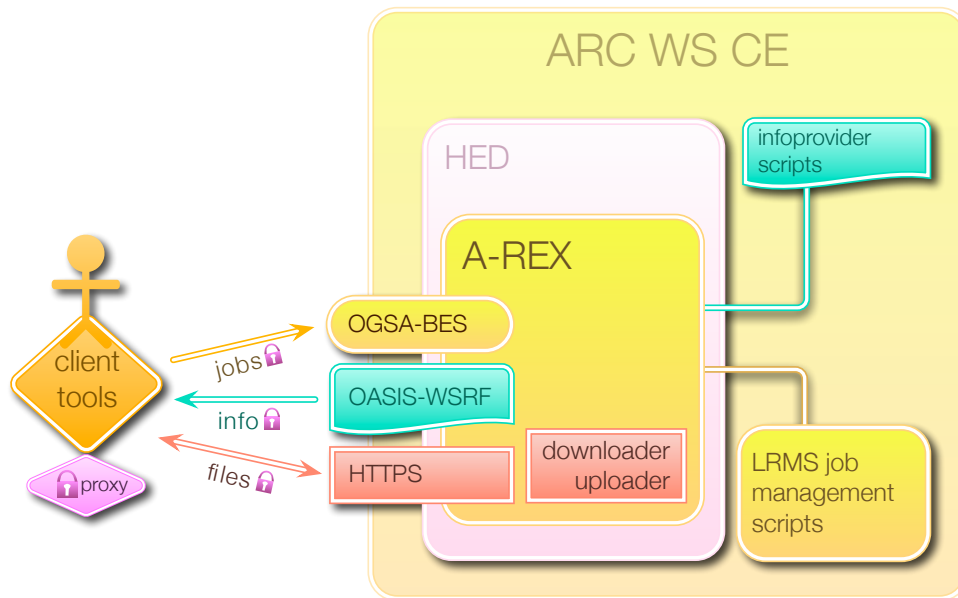 ARC WS CE
HED
infoprovider
scripts
A-REX
client
tools
proxy
jobs
info
files
OGSA-BES
OASIS-WSRF
HTTPS
downloader
uploader
LRMS job
management
scripts